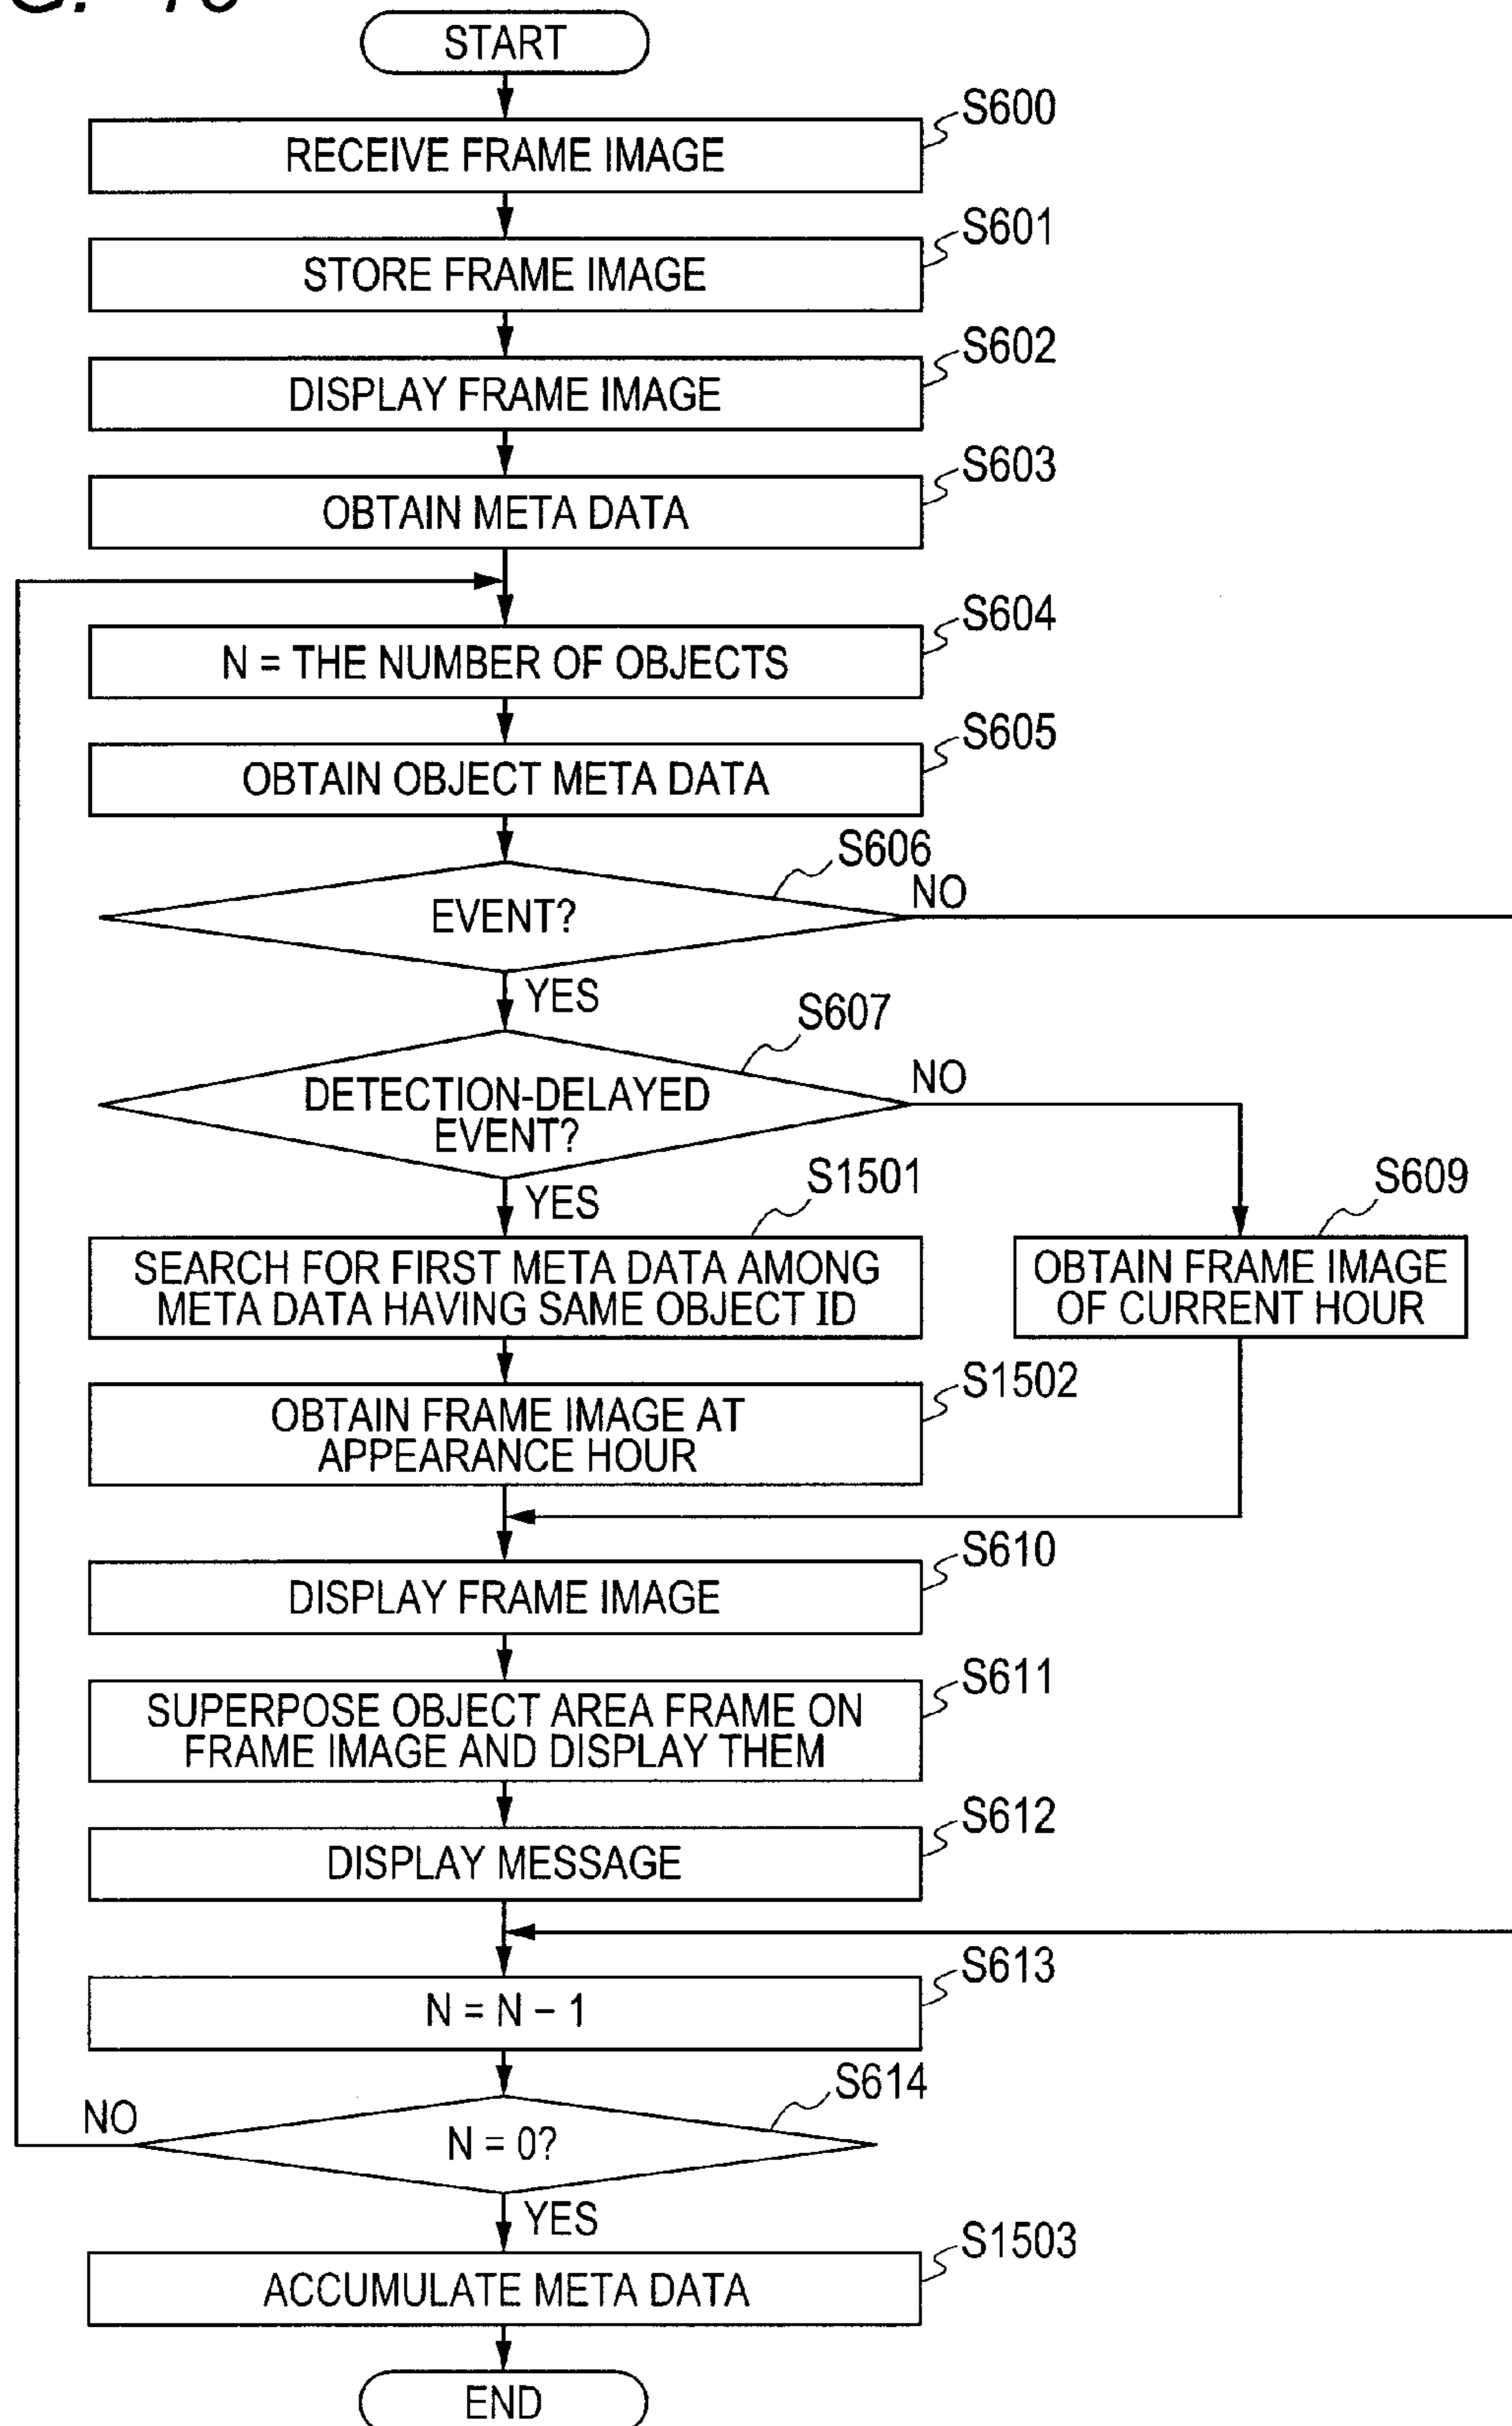 START
S600
RECEIVE FRAME IMAGE
S601
STORE FRAME IMAGE
S602
DISPLAY FRAME IMAGE
S603
OBTAIN META DATA
S604
N = THE NUMBER OF OBJECTS
S605
OBTAIN OBJECT META DATA
S606
NO
EVENT?
YES
S607
NO
DETECTION-DELAYED
EVENT?
YES
S1501
SEARCH FOR FIRST META DATA AMONG
META DATA HAVING SAME OBJECT ID
S609
OBTAIN FRAME IMAGE
OF CURRENT HOUR
S1502
OBTAIN FRAME IMAGE AT
APPEARANCE HOUR
S610
DISPLAY FRAME IMAGE
S611
SUPERPOSE OBJECT AREA FRAME ON
FRAME IMAGE AND DISPLAY THEM
S612
DISPLAY MESSAGE
S613
N = N – 1
S614
NO
N = 0?
YES
S1503
ACCUMULATE META DATA
END